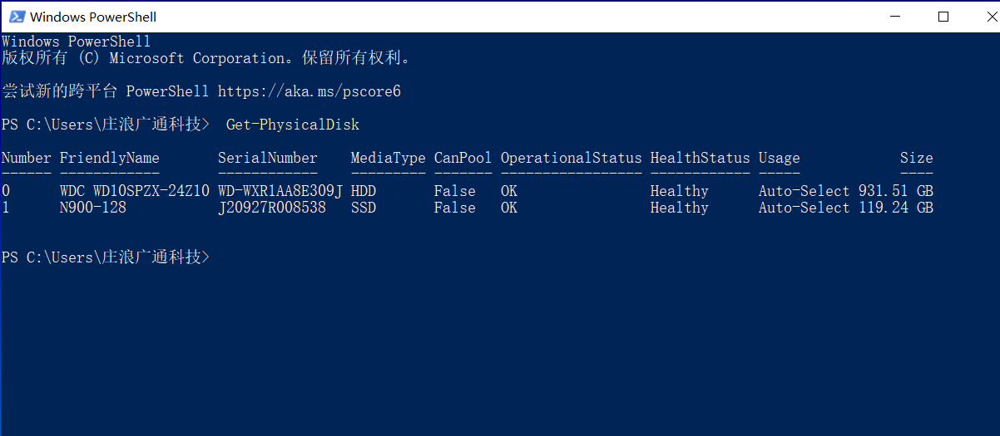 Windows PowerShell
Windows PowerShell
版权所有 (C) Microsoft Corporation。保留所有权利。
尝试新的跨平台 PowerShell https://aka.ms/pscore6
PS C:\Users\庄浪广通科技>  Get-PhysicalDisk
Number FriendlyName       SerialNumber    MediaType CanPool OperationalStatus HealthStatus Usage            Size
------ ------------       ------------    --------- ------- ----------------- ------------ -----            ----
0      WDC WD10SPZX-24Z10 WD-WXR1AA8E309J HDD       False   OK                Healthy      Auto-Select 931.51 GB
1      N900-128           J20927R008538   SSD       False   OK                Healthy      Auto-Select 119.24 GB
PS C:\Users\庄浪广通科技>